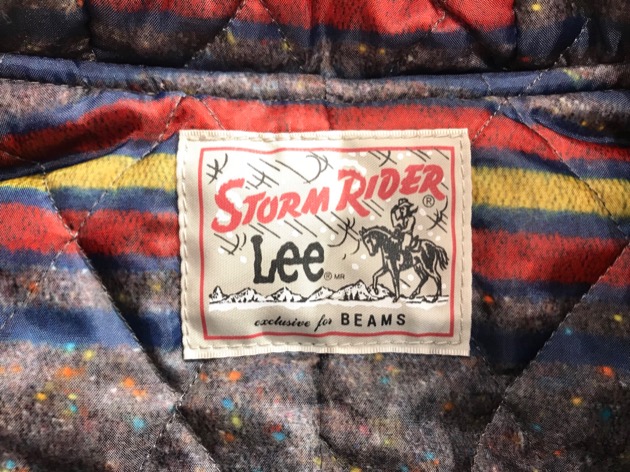 STORM RIDER ®
Lee ® MR
exclusive for BEAMS